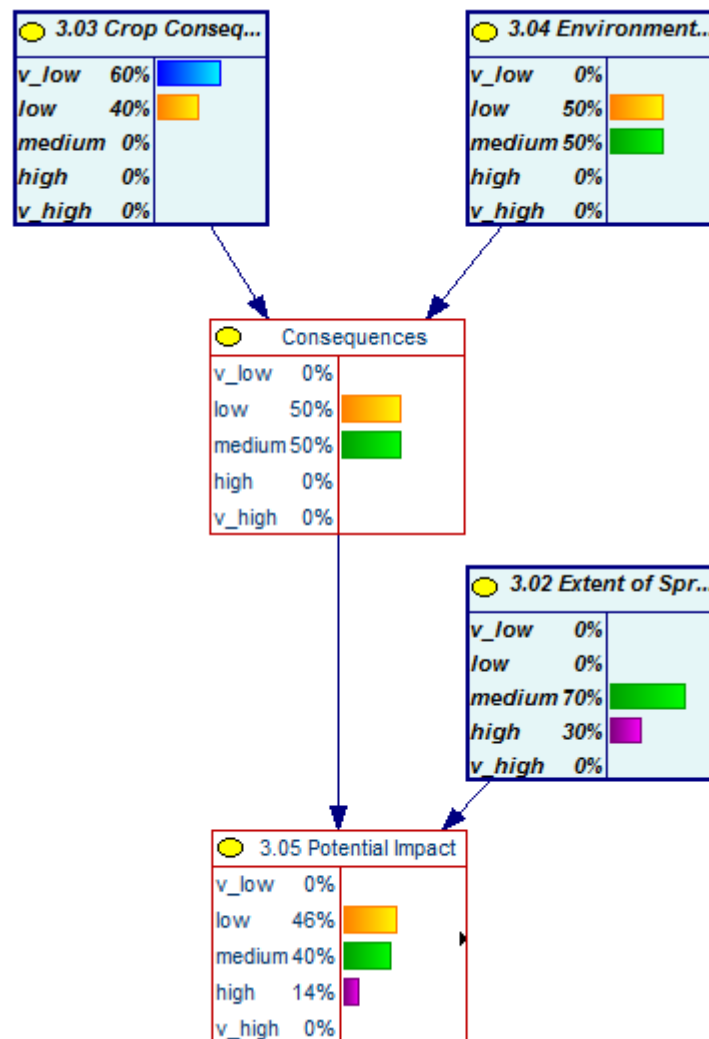 3.03 Crop Conseq...
v_low 60%
low 40%
medium 0%
high 0%
v_high 0%
3.04 Environment...
v_low 0%
low 50%
medium 50%
high 0%
v_high 0%
Consequences
v_low 0%
low 50%
medium 50%
high 0%
v_high 0%
3.02 Extent of Spr...
v_low 0%
low 0%
medium 70%
high 30%
v_high 0%
3.05 Potential Impact
v_low 0%
low 46%
medium 40%
high 14%
v_high 0%